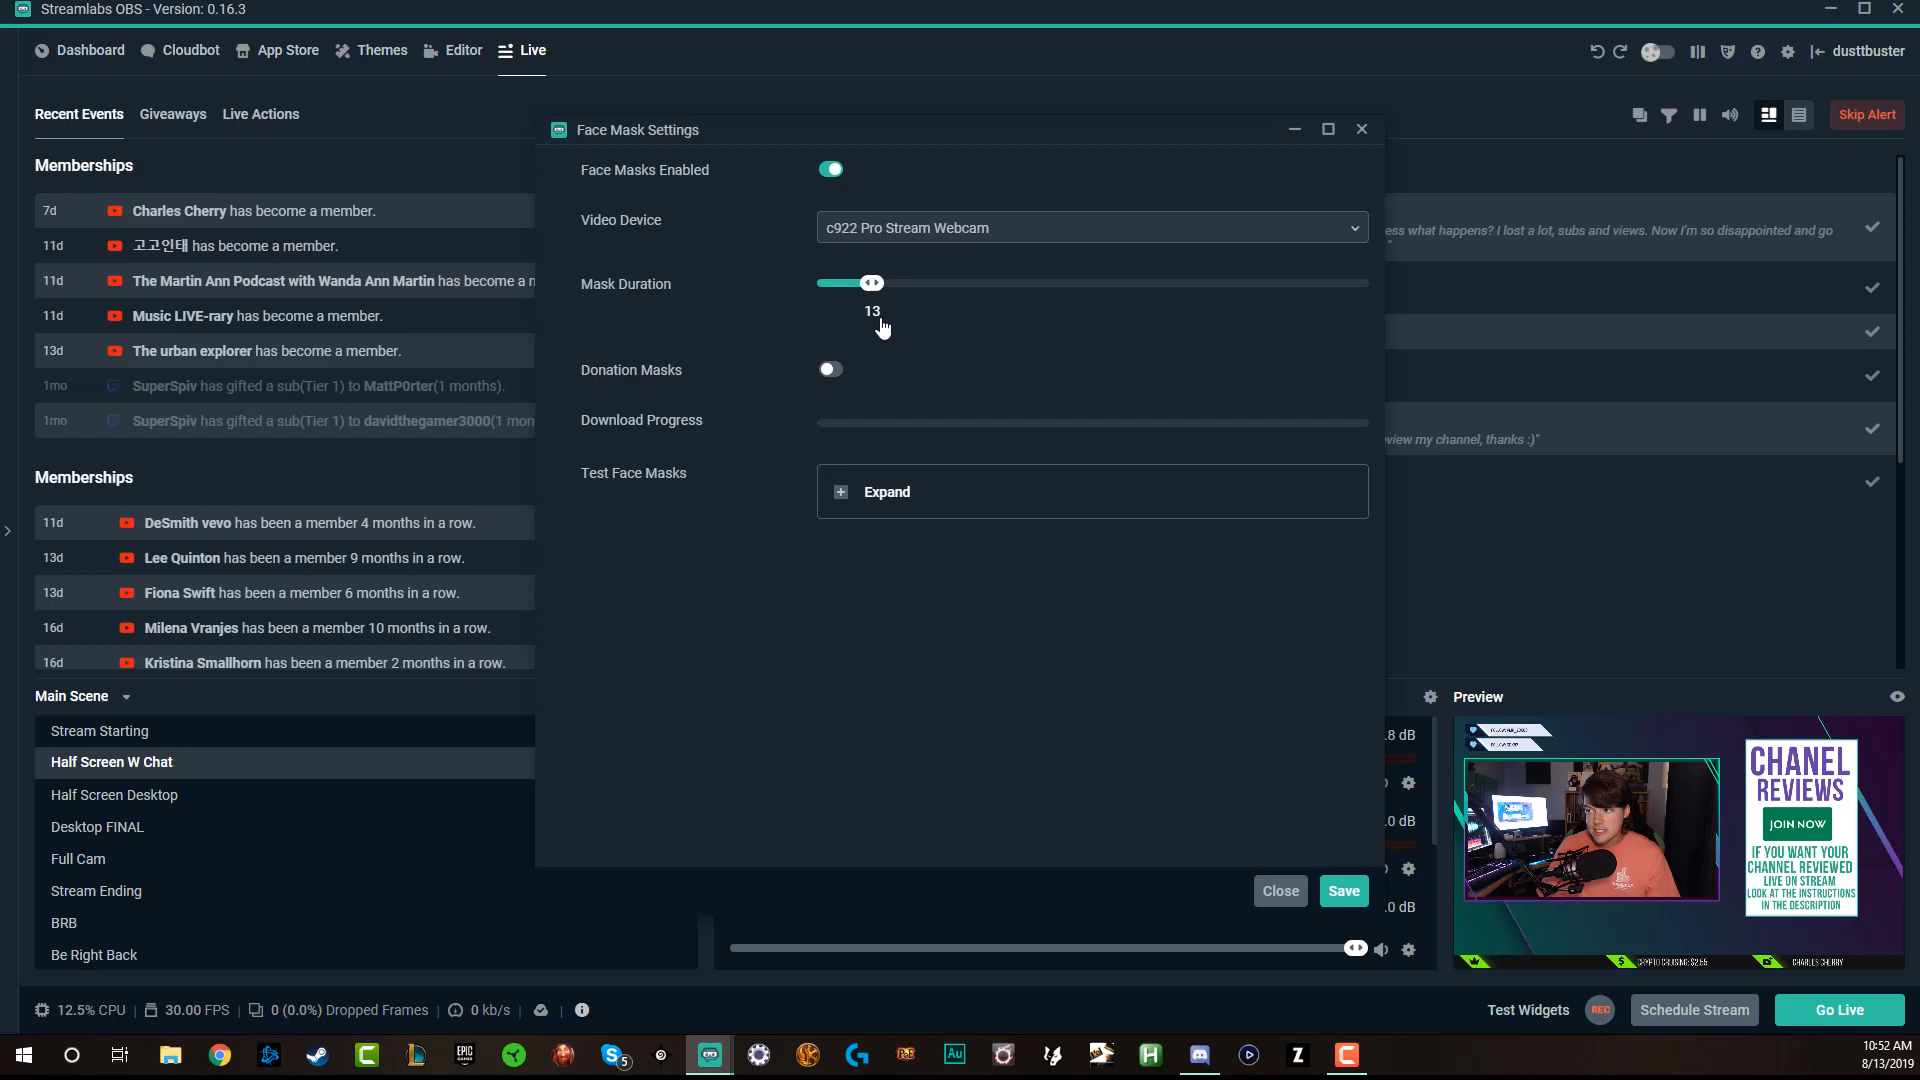 Streamlabs OBS - Version: 0.16.3
Dashboard Cloudbot App Store Themes Editor Live dusttbuster
Recent Events Giveaways Live Actions Skip Alert
Memberships
7d Charles Cherry has become a member.
11d 고고인태 has become a member.
11d The Martin Ann Podcast with Wanda Ann Martin has become a
11d Music LIVE-rary has become a member.
13d The urban explorer has become a member.
1mo SuperSpiv has gifted a sub(Tier 1) to MattP0rter(1 months).
1mo SuperSpiv has gifted a sub(Tier 1) to davidthegamer3000(1 mon
Memberships
11d DeSmith vevo has been a member 4 months in a row.
13d Lee Quinton has been a member 9 months in a row.
13d Fiona Swift has been a member 6 months in a row.
16d Milena Vranjes has been a member 10 months in a row.
16d Kristina Smallhorn has been a member 2 months in a row.
Face Mask Settings
Face Masks Enabled
Video Device c922 Pro Stream Webcam
Mask Duration
13
Donation Masks
Download Progress
Test Face Masks Expand
Close Save
ess what happens? I lost a lot, subs and views. Now I'm so disappointed and go
"
view my channel, thanks :)"
Main Scene
Stream Starting
Half Screen W Chat
Half Screen Desktop
Desktop FINAL
Full Cam
Stream Ending
BRB
Be Right Back
.8 dB
.0 dB
.0 dB
Preview
CHANEL
REVIEWS
JOIN NOW
IF YOU WANT YOUR
CHANNEL REVIEWED
LIVE ON STREAM
LOOK AT THE INSTRUCTIONS
IN THE DESCRIPTION
CRYPTO CRUISING: $2.55 CHARLES CHERRY
12.5% CPU 30.00 FPS 0 (0.0%) Dropped Frames 0 kb/s
Test Widgets REC Schedule Stream Go Live
EPIC GAMES
5
PoE
Au
H
Z
10:52 AM
8/13/2019